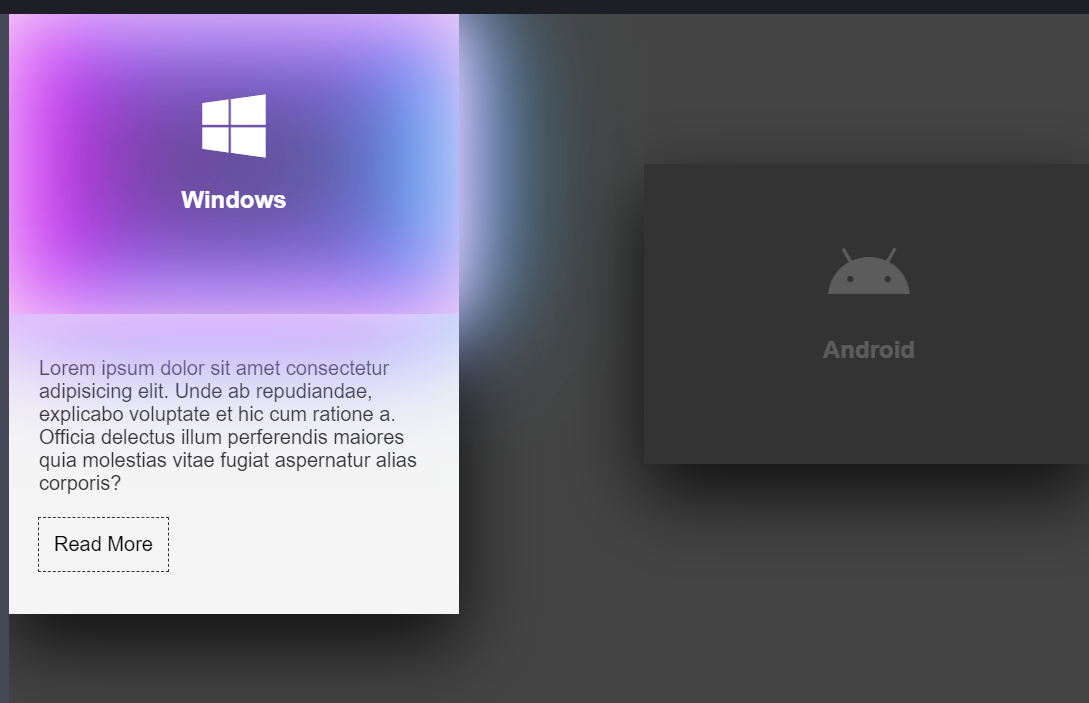 Windows
Lorem ipsum dolor sit amet consectetur
adipisicing elit. Unde ab repudiandae,
explicabo voluptate et hic cum ratione a.
Officia delectus illum perferendis maiores
quia molestias vitae fugiat aspernatur alias
corporis?
Read More
Android